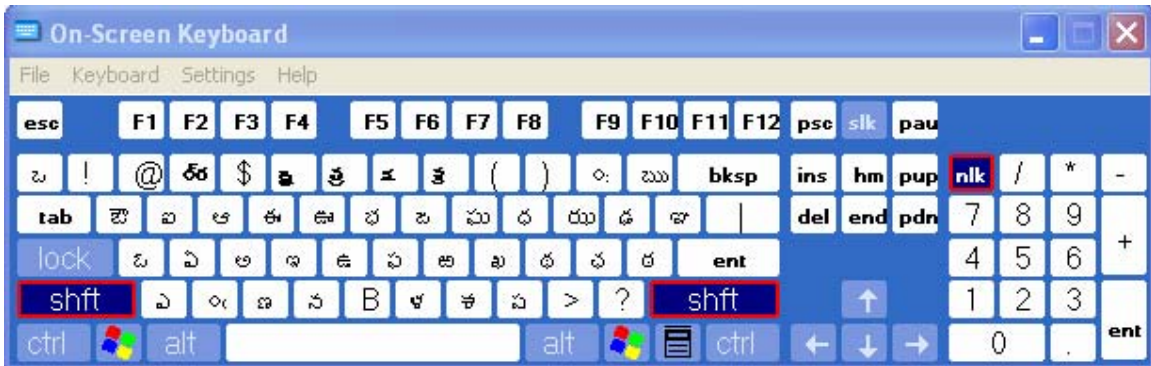 On-Screen Keyboard
File Keyboard Settings Help
esc F1 F2 F3 F4 F5 F6 F7 F8 F9 F10 F11 F12 psc slk pau
ఒ ! @ $ ( ) ః ఋ bksp ins hm pup nlk / * -
tab ఔ ఐ ఆ ఈ ఊ భ ఙ ఘ ధ ఝ ఢ ఞ | del end pdn 7 8 9 +
lock ఓ ఏ అ ఇ ఉ ఫ ఱ ఖ థ ఛ ఠ ent 4 5 6
shft ఎ ఁ ణ న B ళ శ ష > ? shft ↑ 1 2 3 ent
ctrl alt alt ctrl ← ↓ → 0 .